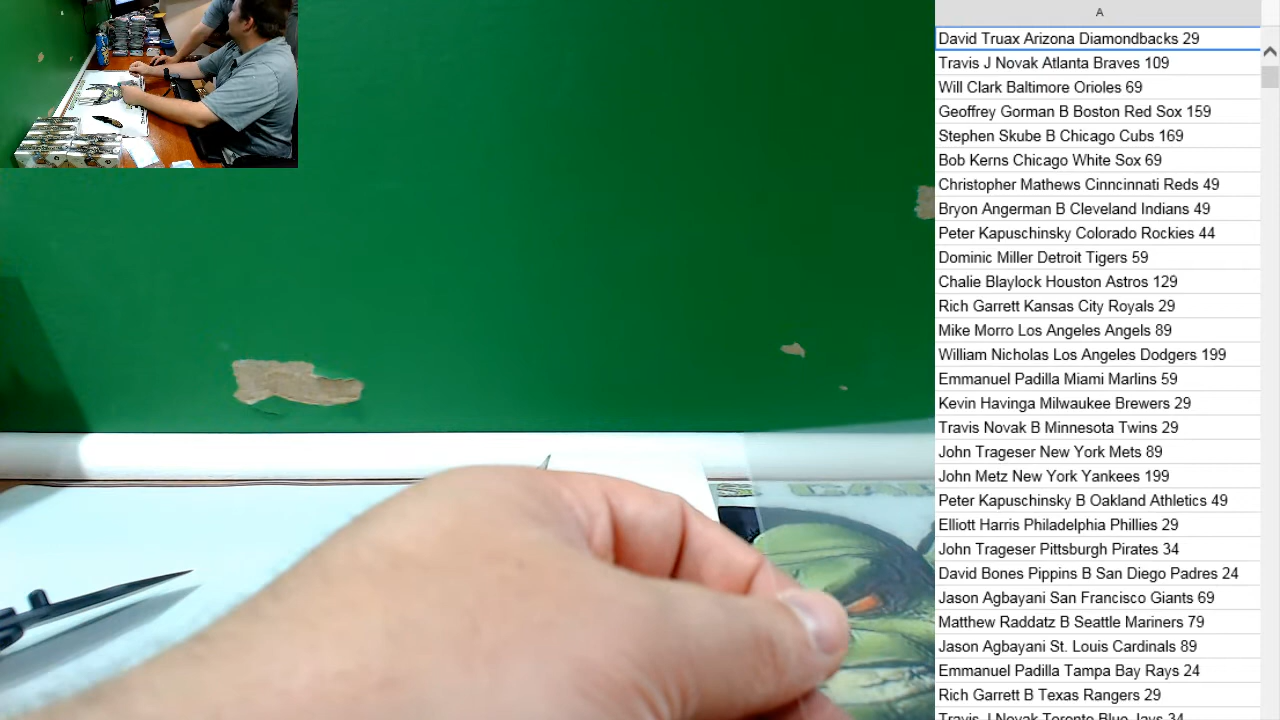 A
David Truax Arizona Diamondbacks 29
Travis J Novak Atlanta Braves 109
Will Clark Baltimore Orioles 69
Geoffrey Gorman B Boston Red Sox 159
Stephen Skube B Chicago Cubs 169
Bob Kerns Chicago White Sox 69
Christopher Mathews Cinncinnati Reds 49
Bryon Angerman B Cleveland Indians 49
Peter Kapuschinsky Colorado Rockies 44
Dominic Miller Detroit Tigers 59
Chalie Blaylock Houston Astros 129
Rich Garrett Kansas City Royals 29
Mike Morro Los Angeles Angels 89
William Nicholas Los Angeles Dodgers 199
Emmanuel Padilla Miami Marlins 59
Kevin Havinga Milwaukee Brewers 29
Travis Novak B Minnesota Twins 29
John Trageser New York Mets 89
John Metz New York Yankees 199
Peter Kapuschinsky B Oakland Athletics 49
Elliott Harris Philadelphia Phillies 29
John Trageser Pittsburgh Pirates 34
David Bones Pippins B San Diego Padres 24
Jason Agbayani San Francisco Giants 69
Matthew Raddatz B Seattle Mariners 79
Jason Agbayani St. Louis Cardinals 89
Emmanuel Padilla Tampa Bay Rays 24
Rich Garrett B Texas Rangers 29
Travis J Novak Toronto Blue Jays 34